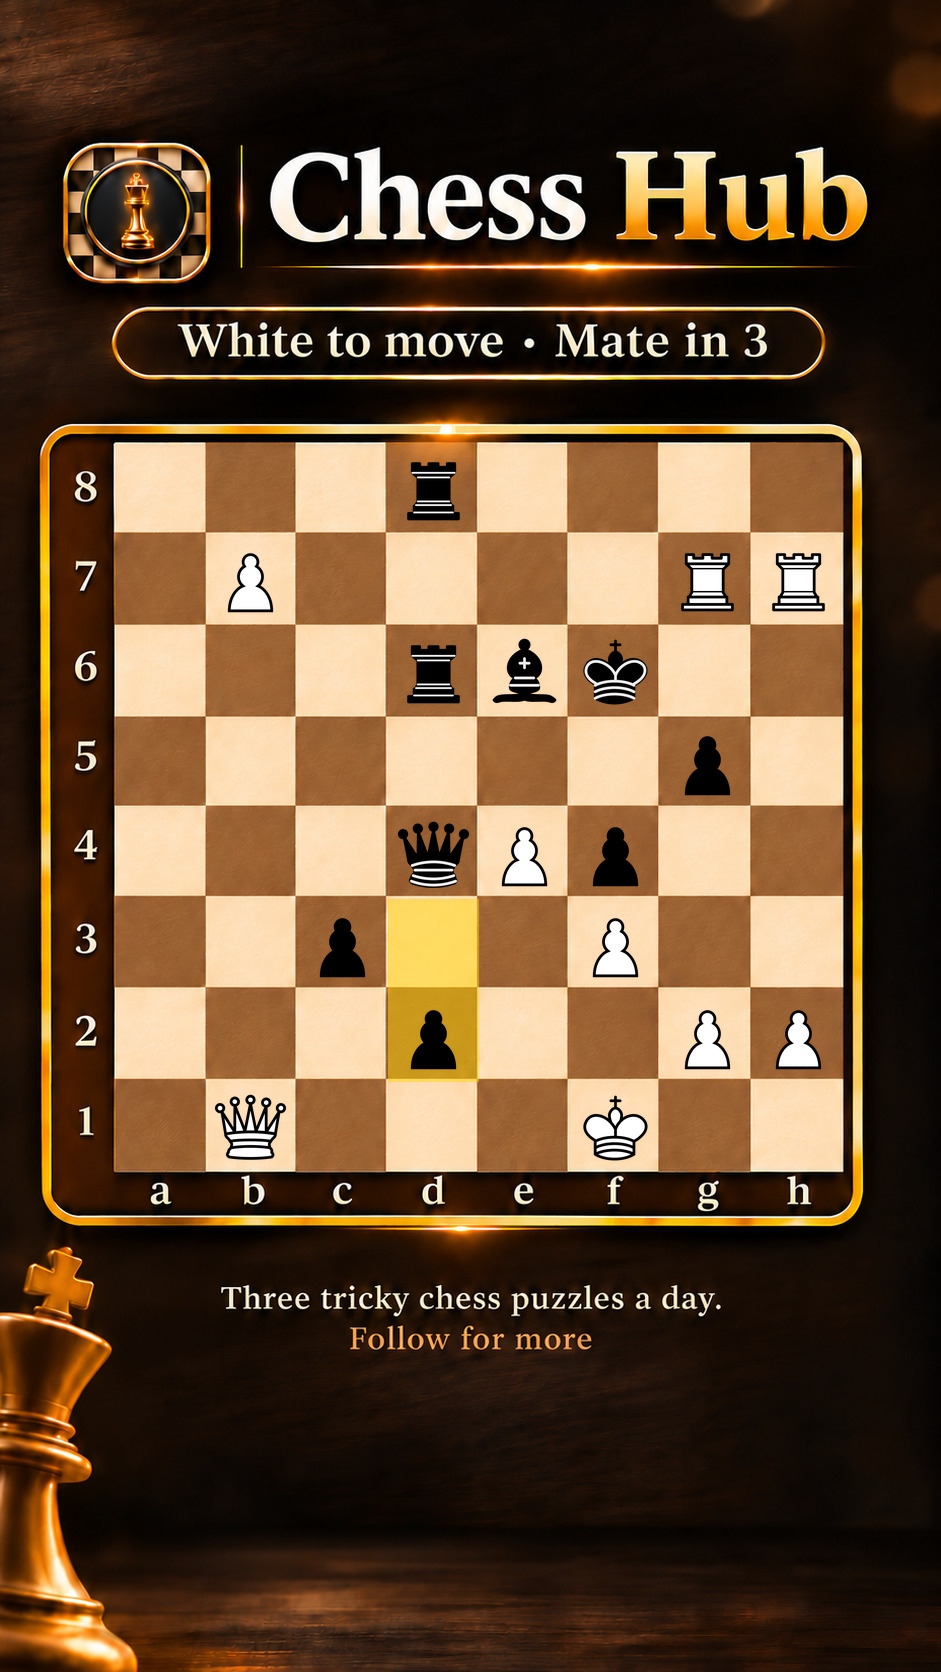 Chess Hub
White to move • Mate in 3
8
7
6
5
4
3
2
1
a b c d e f g h
Three tricky chess puzzles a day.
Follow for more